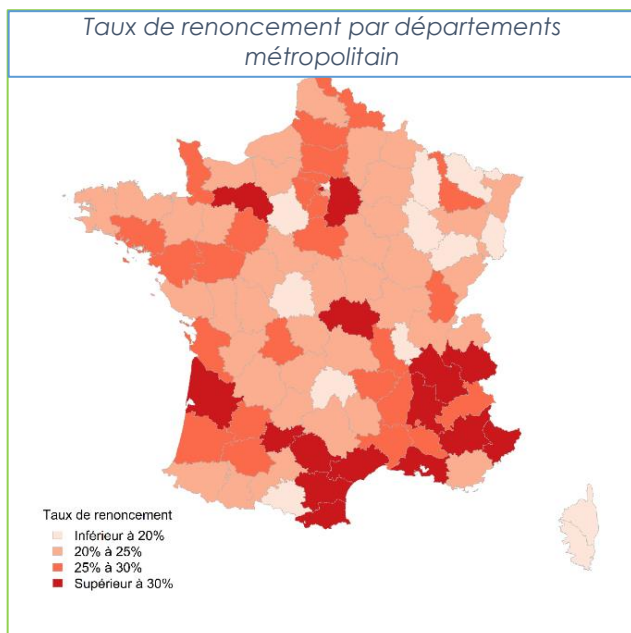 Taux de renoncement par départements
métropolitain
Taux de renoncement
Inférieur à 20%
20% à 25%
25% à 30%
Supérieur à 30%